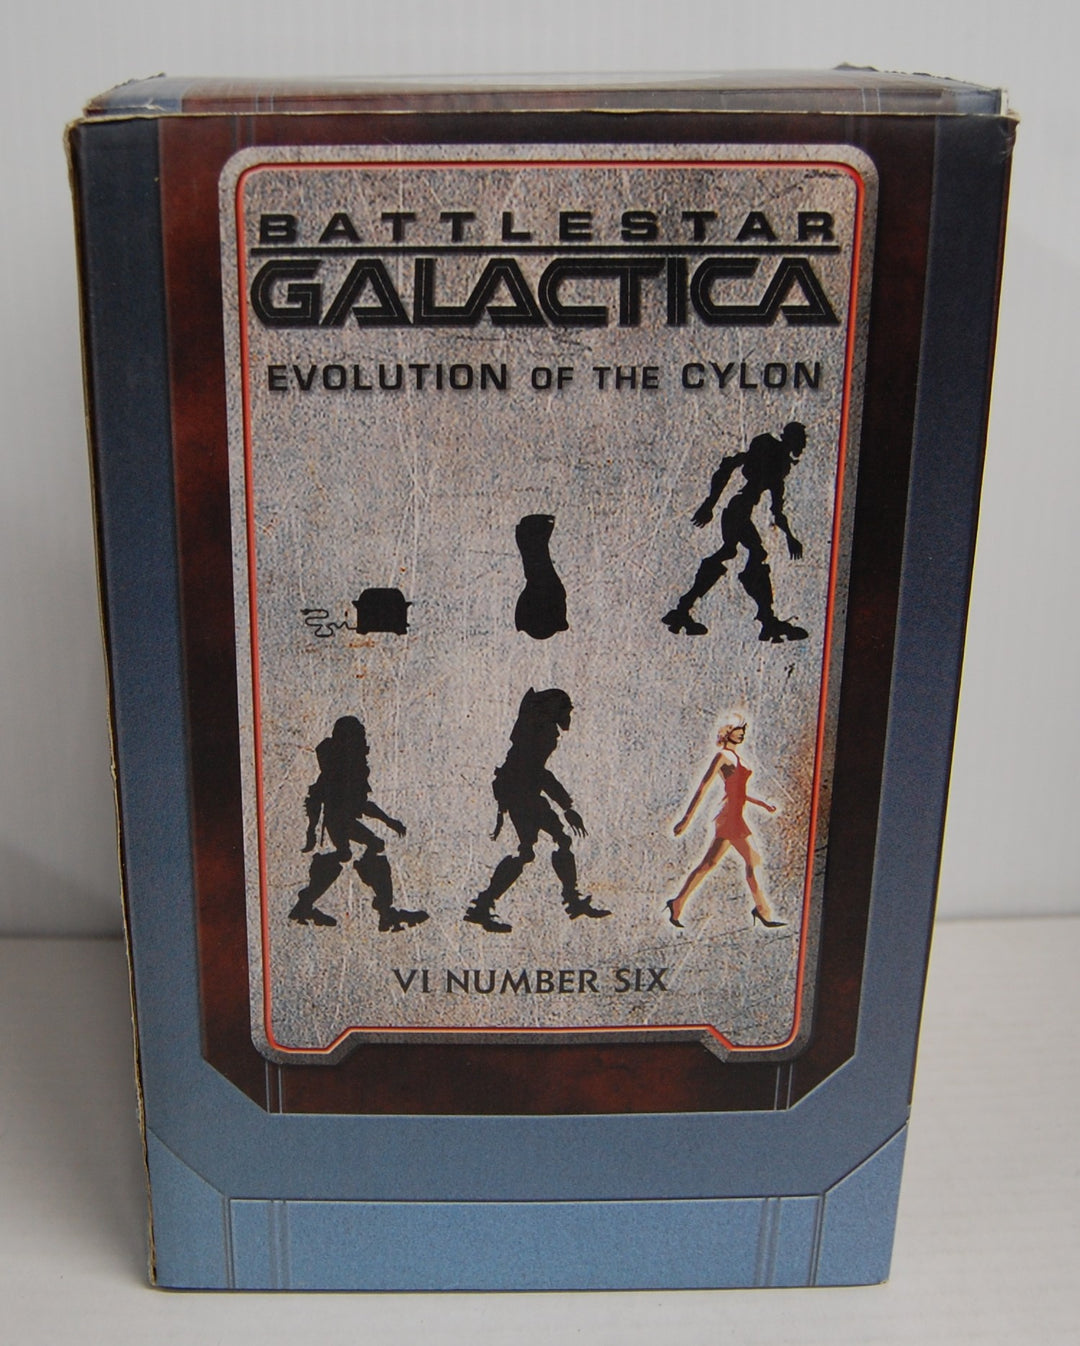 BATTLESTAR
GALACTICA
EVOLUTION OF THE CYLON
VI NUMBER SIX